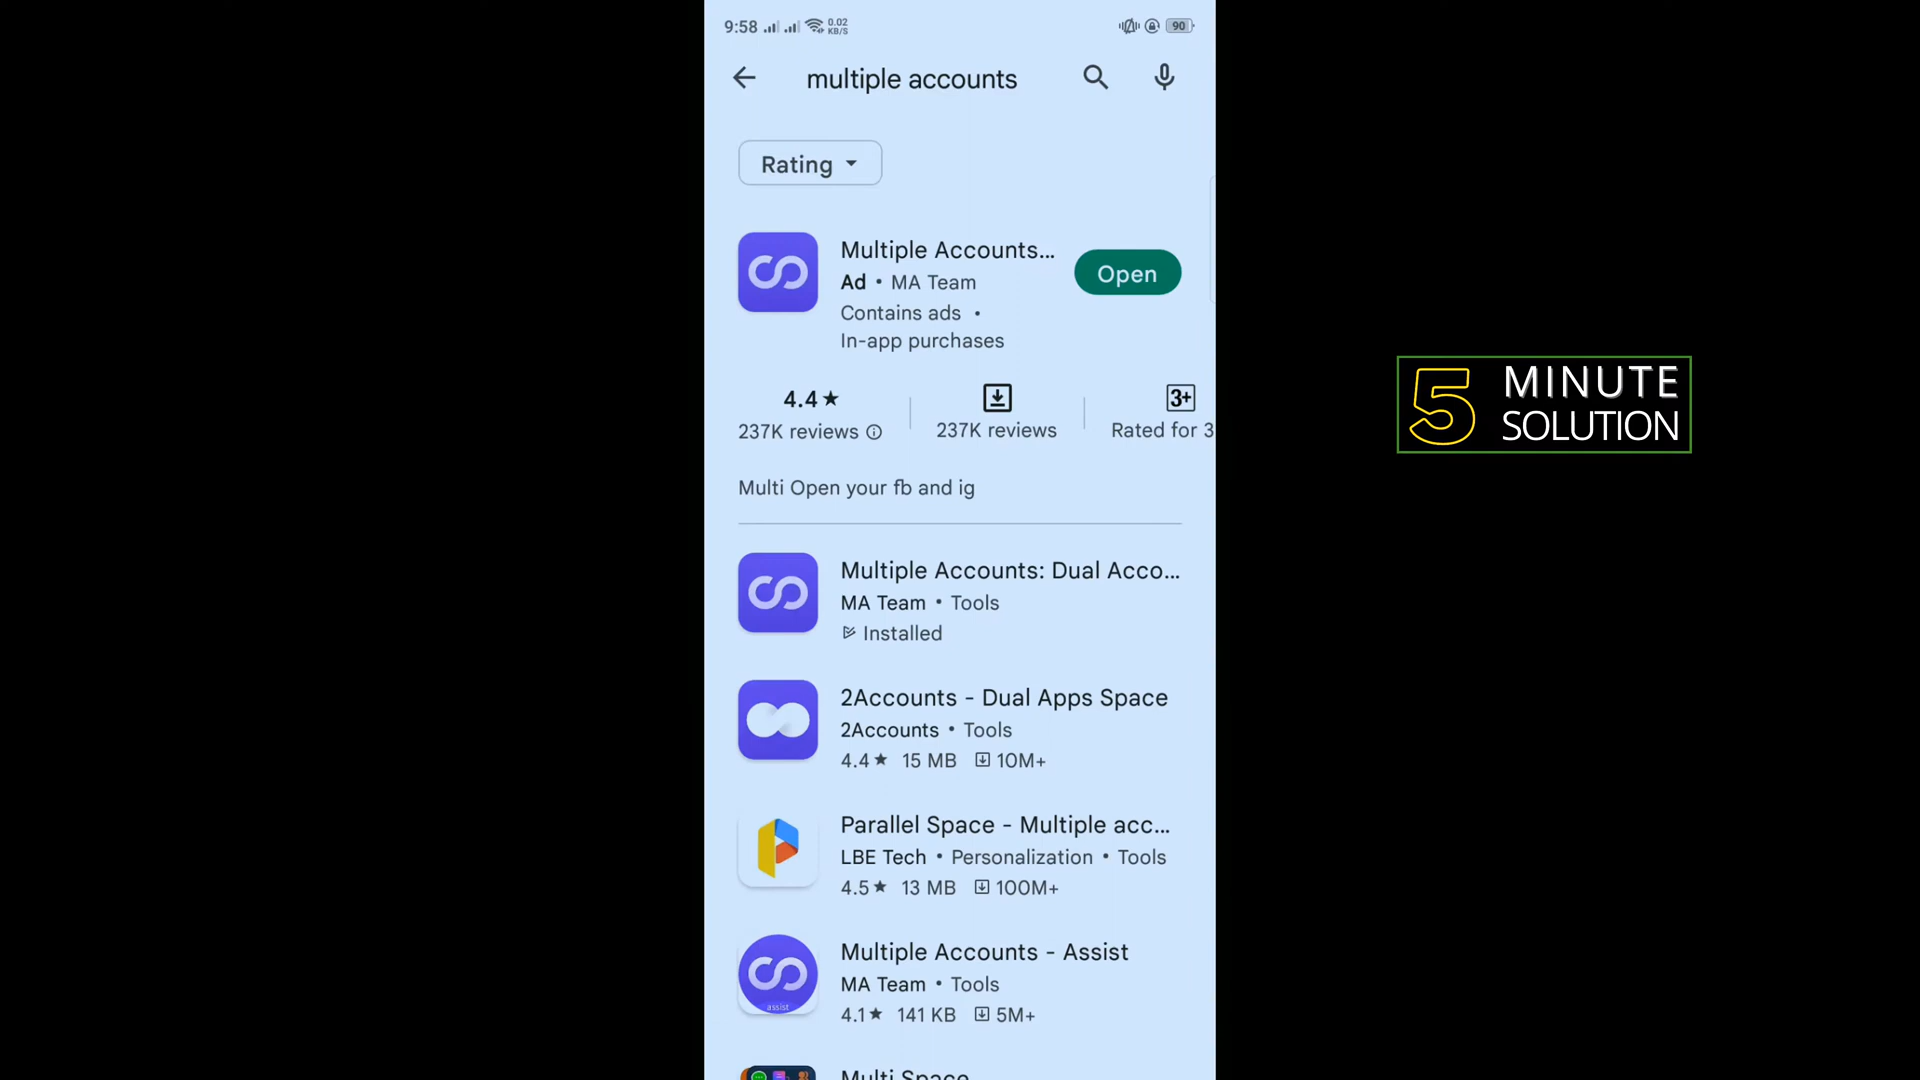 9:58 0.02 KB/S 90
multiple accounts
Rating
Multiple Accounts...
Ad • MA Team
Open
Contains ads •
In-app purchases
4.4★ 3+
237K reviews 237K reviews Rated for 3
Multi Open your fb and ig
Multiple Accounts: Dual Acco...
MA Team • Tools
Installed
2Accounts - Dual Apps Space
2Accounts • Tools
4.4★ 15 MB 10M+
Parallel Space - Multiple acc...
LBE Tech • Personalization • Tools
4.5★ 13 MB 100M+
Multiple Accounts - Assist
MA Team • Tools
assist
4.1★ 141 KB 5M+
Multi Space
5 MINUTE
SOLUTION